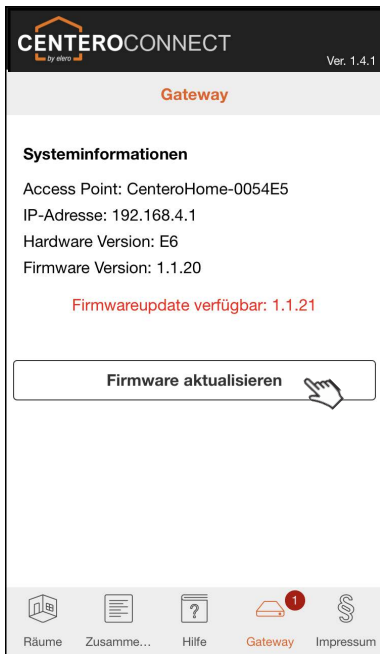 CENTEROCONNECT
by elero
Ver. 1.4.1
Gateway
Systeminformationen
Access Point: CenteroHome-0054E5
IP-Adresse: 192.168.4.1
Hardware Version: E6
Firmware Version: 1.1.20
Firmwareupdate verfügbar: 1.1.21
Firmware aktualisieren
?
1
§
Räume Zusamme... Hilfe Gateway Impressum